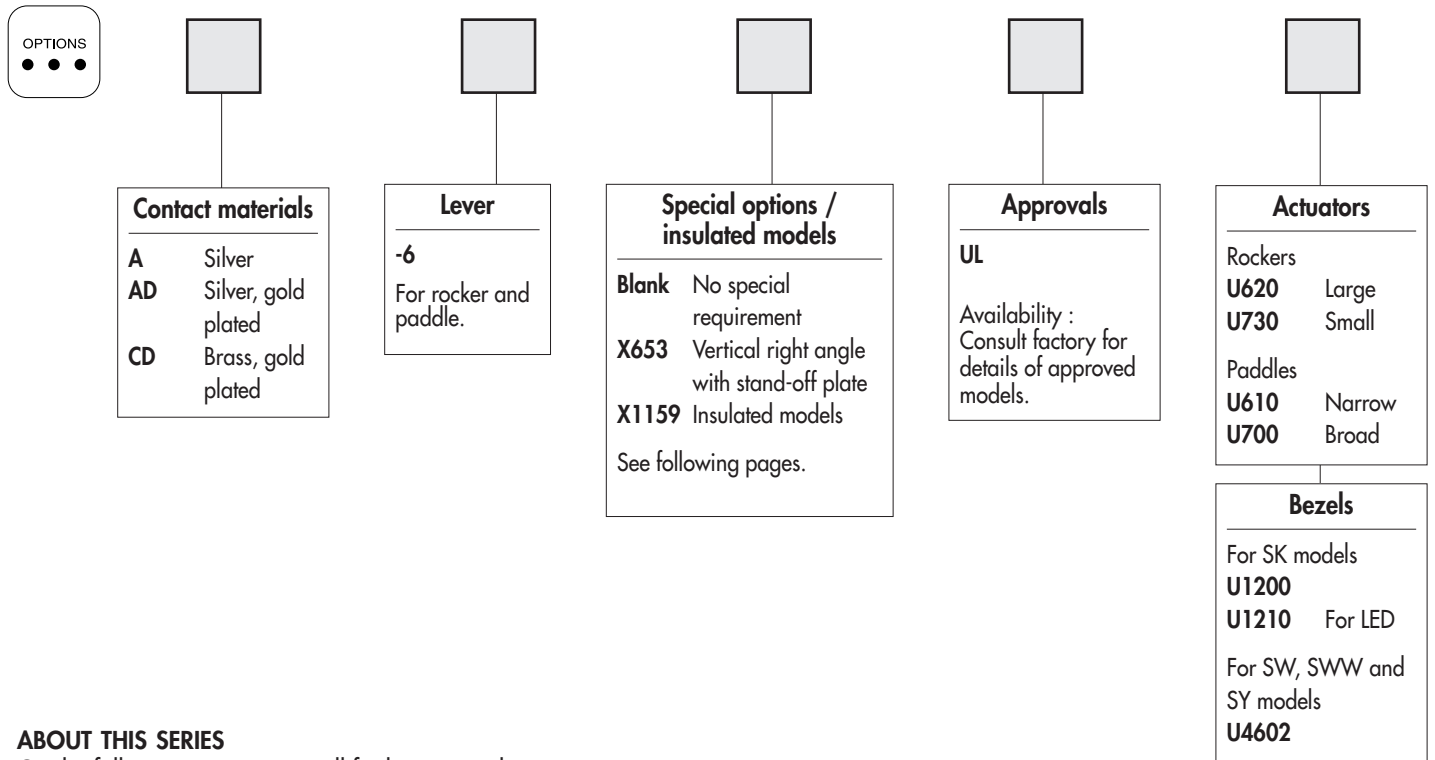 OPTIONS
Contact materials
A Silver
AD Silver, gold
plated
CD Brass, gold
plated
Lever
-6
For rocker and
paddle.
Special options /
insulated models
Blank No special
requirement
X653 Vertical right angle
with stand-off plate
X1159 Insulated models
See following pages.
Approvals
UL
Availability :
Consult factory for
details of approved
models.
Actuators
Rockers
U620 Large
U730 Small
Paddles
U610 Narrow
U700 Broad
Bezels
For SK models
U1200
U1210 For LED
For SW, SWW and
SY models
U4602
ABOUT THIS SERIES